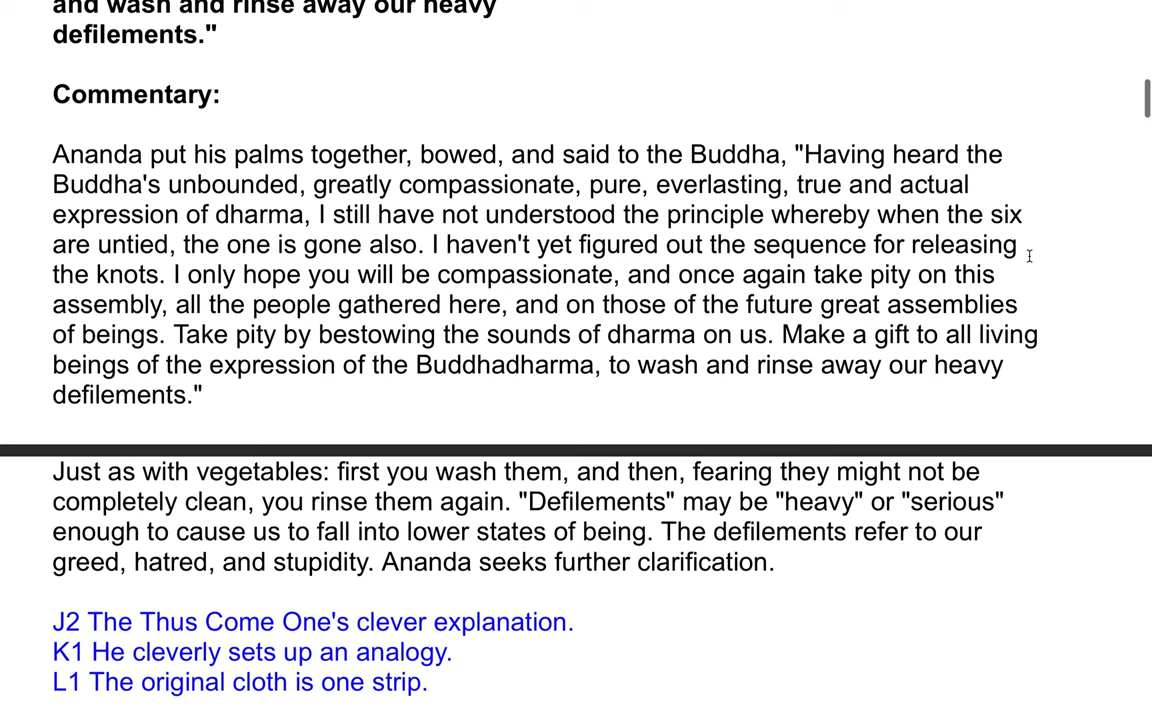 and wash and rinse away our heavy
defilements."
Commentary:
Ananda put his palms together, bowed, and said to the Buddha, "Having heard the
Buddha's unbounded, greatly compassionate, pure, everlasting, true and actual
expression of dharma, I still have not understood the principle whereby when the six
are untied, the one is gone also. I haven't yet figured out the sequence for releasing
the knots. I only hope you will be compassionate, and once again take pity on this
assembly, all the people gathered here, and on those of the future great assemblies
of beings. Take pity by bestowing the sounds of dharma on us. Make a gift to all living
beings of the expression of the Buddhadharma, to wash and rinse away our heavy
defilements."
Just as with vegetables: first you wash them, and then, fearing they might not be
completely clean, you rinse them again. "Defilements" may be "heavy" or "serious"
enough to cause us to fall into lower states of being. The defilements refer to our
greed, hatred, and stupidity. Ananda seeks further clarification.
J2 The Thus Come One's clever explanation.
K1 He cleverly sets up an analogy.
L1 The original cloth is one strip.